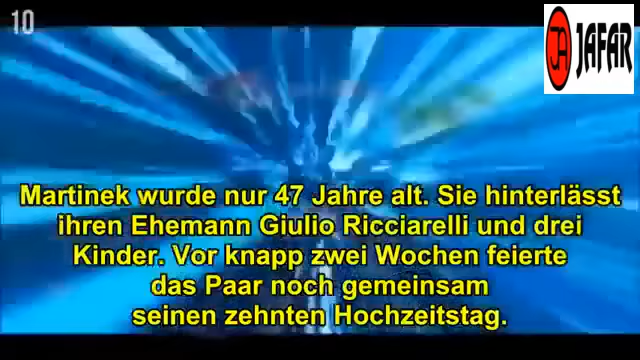 10
JAFAR
Martinek wurde nur 47 Jahre alt. Sie hinterlässt
ihren Ehemann Giulio Ricciarelli und drei
Kinder. Vor knapp zwei Wochen feierte
das Paar noch gemeinsam
seinen zehnten Hochzeitstag.